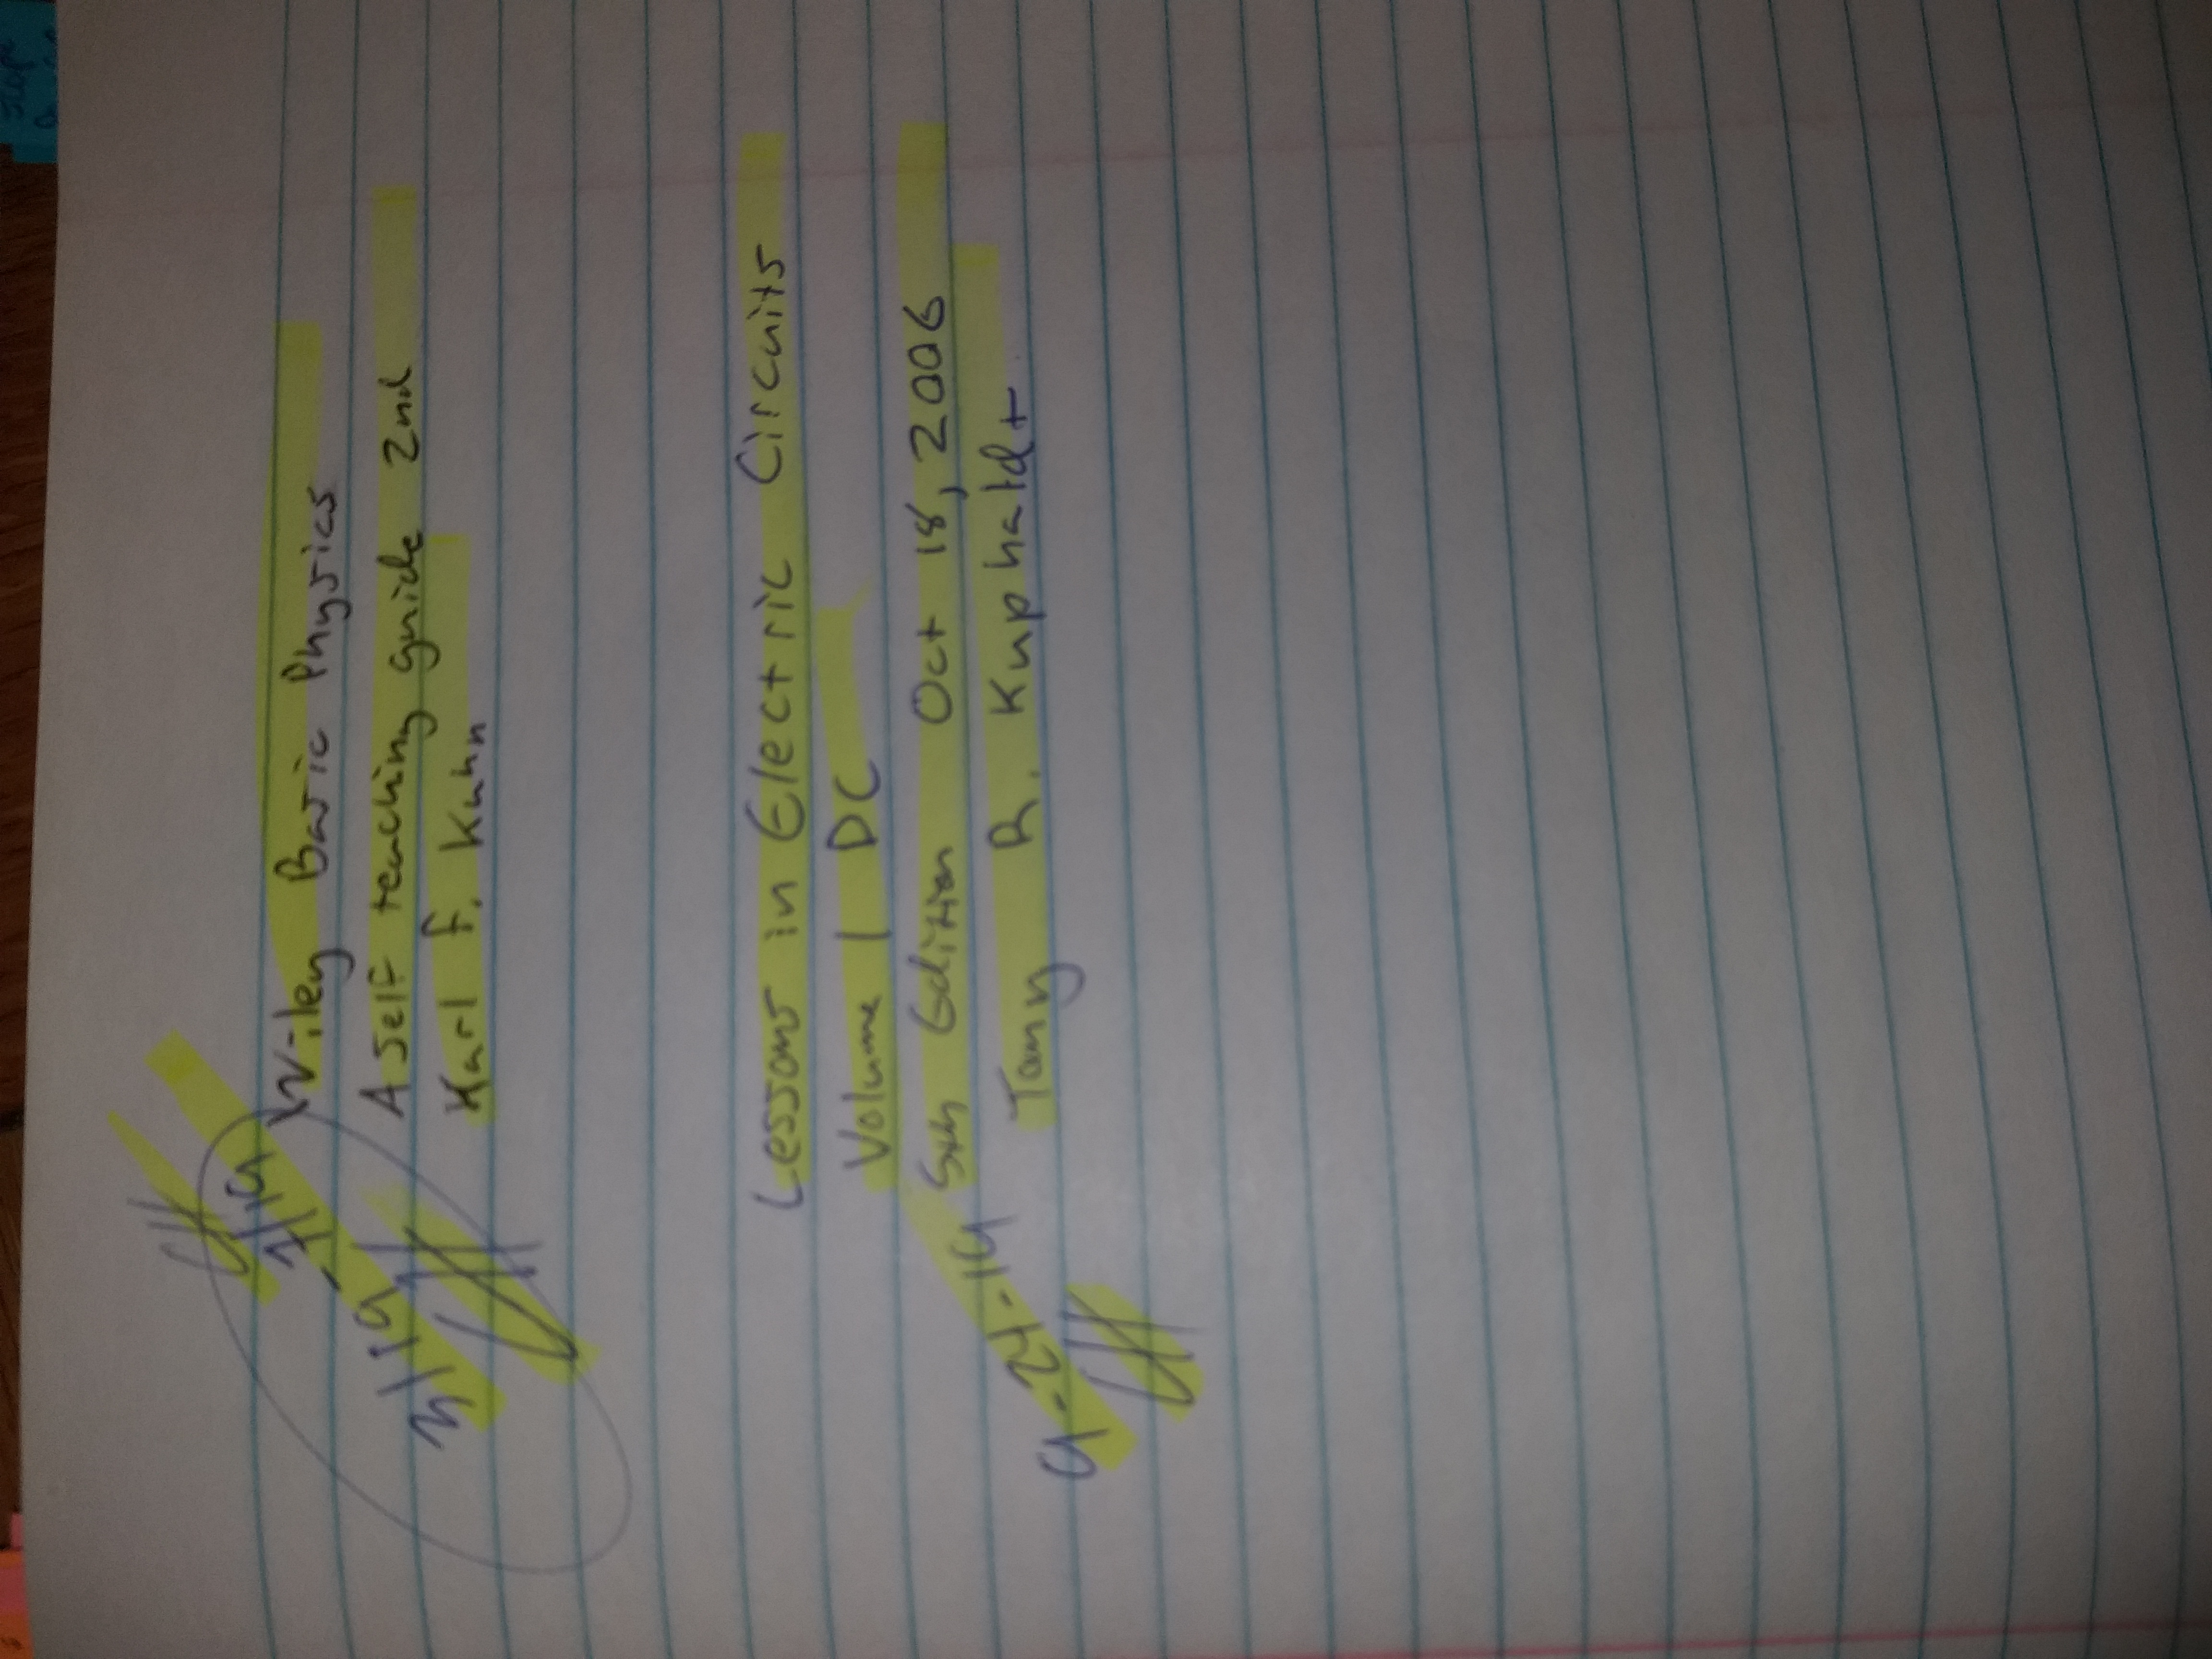 3/19-7/19
Wiley Basic Physics
A self teaching guide 2nd
Karl F. Kuhn
Lessons in Electric Circuits
Volume 1 DC
5th Edition Oct 18, 2006
Tony R. Kuphaldt
9-24-19
scope